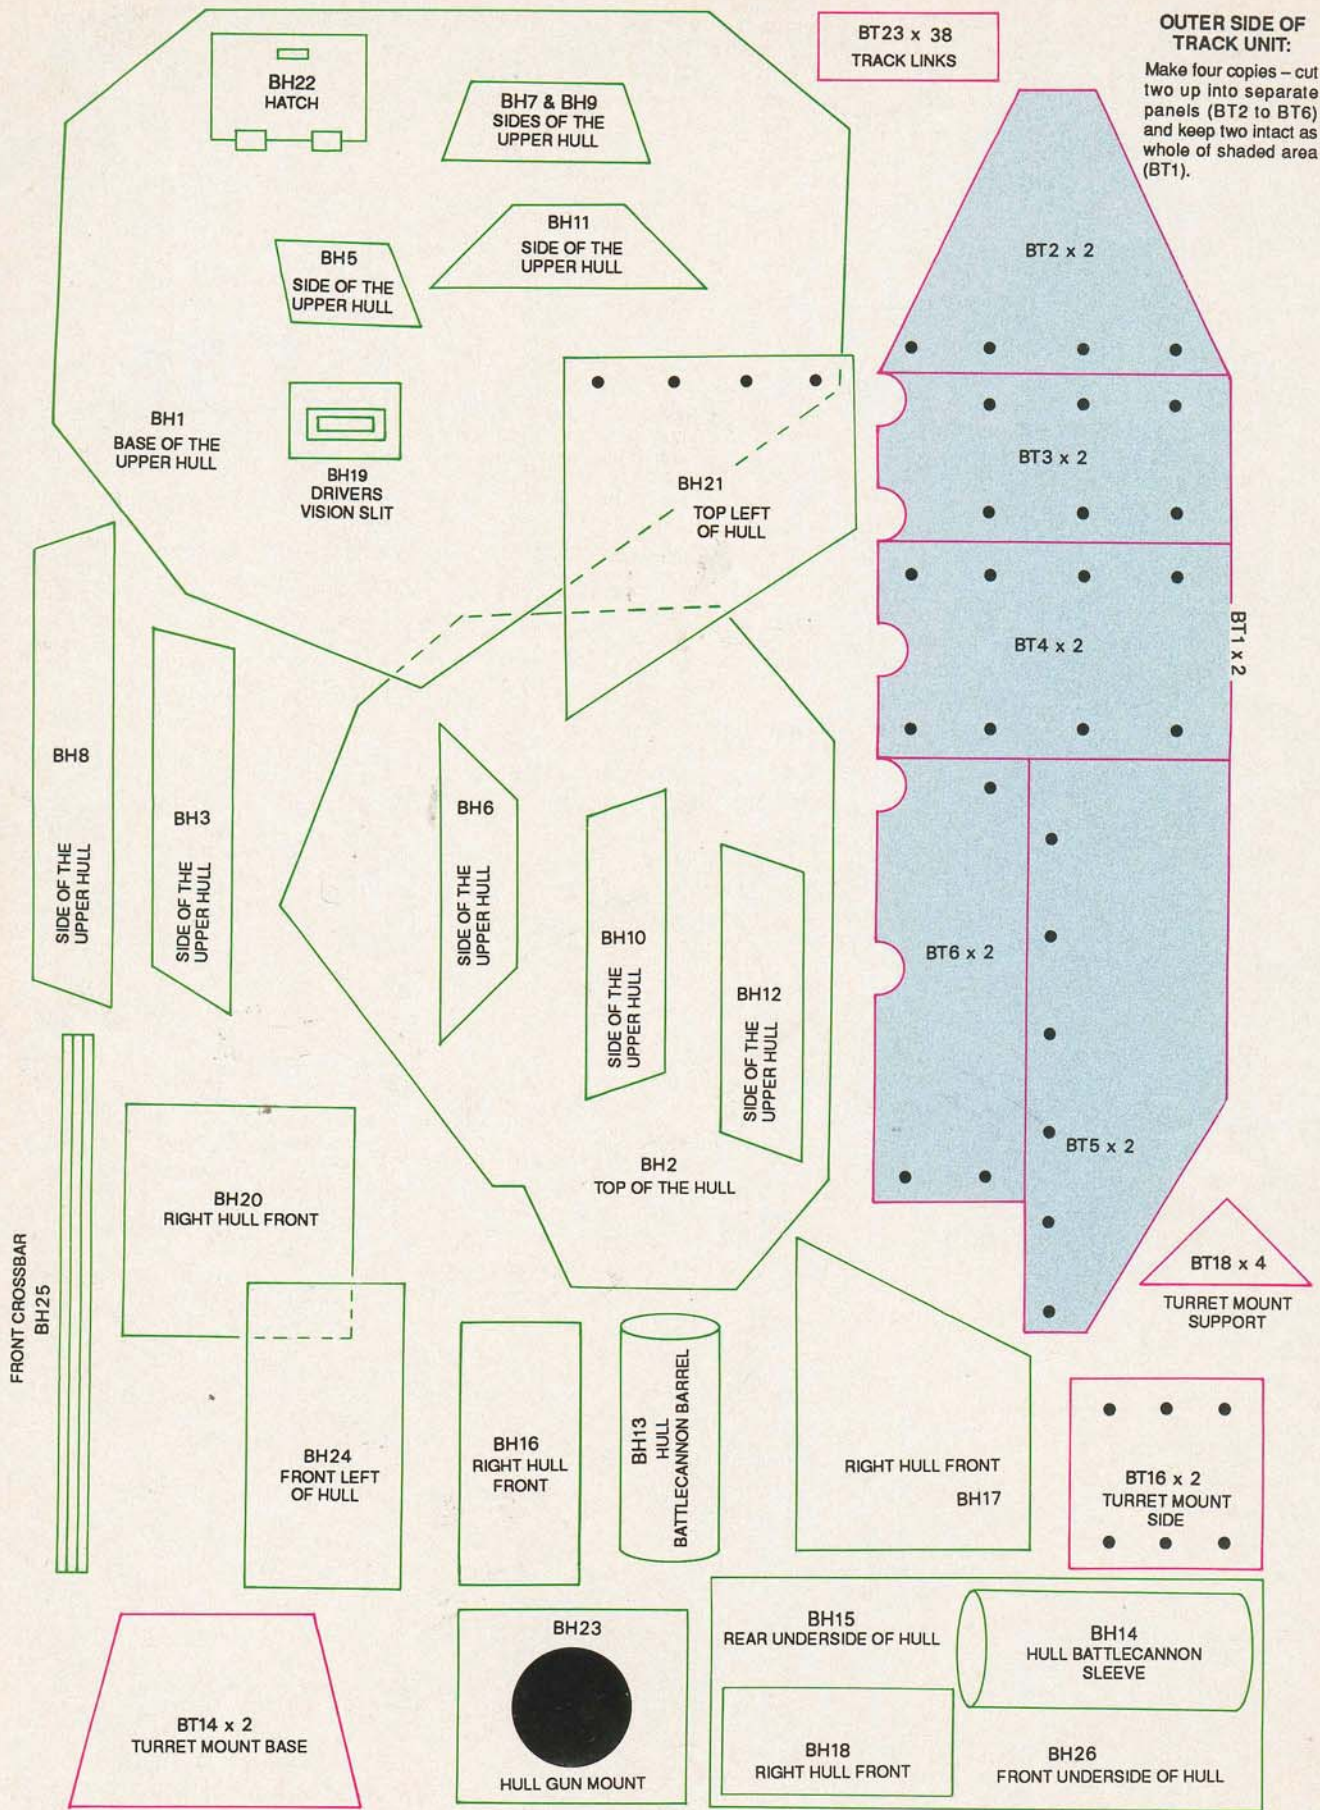 BT23 x 38
TRACK LINKS
OUTER SIDE OF
TRACK UNIT:
Make four copies – cut
two up into separate
panels (BT2 to BT6)
and keep two intact as
whole of shaded area
(BT1).
BH22
HATCH
BH7 & BH9
SIDES OF THE
UPPER HULL
BH11
SIDE OF THE
UPPER HULL
BH5
SIDE OF THE
UPPER HULL
BT2 x 2
BH1
BASE OF THE
UPPER HULL
BH19
DRIVERS
VISION SLIT
BH21
TOP LEFT
OF HULL
BT3 x 2
BT4 x 2
BT1 x 2
BH8
SIDE OF THE
UPPER HULL
BH3
SIDE OF THE
UPPER HULL
BH6
SIDE OF THE
UPPER HULL
BH10
SIDE OF THE
UPPER HULL
BH12
SIDE OF THE
UPPER HULL
BT6 x 2
BT5 x 2
BH2
TOP OF THE HULL
BH20
RIGHT HULL FRONT
FRONT CROSSBAR
BH25
BT18 x 4
TURRET MOUNT
SUPPORT
BH24
FRONT LEFT
OF HULL
BH16
RIGHT HULL
FRONT
BH13
HULL
BATTLECANNON BARREL
RIGHT HULL FRONT
BH17
BT16 x 2
TURRET MOUNT
SIDE
BT14 x 2
TURRET MOUNT BASE
BH23
HULL GUN MOUNT
BH15
REAR UNDERSIDE OF HULL
BH14
HULL BATTLECANNON
SLEEVE
BH18
RIGHT HULL FRONT
BH26
FRONT UNDERSIDE OF HULL